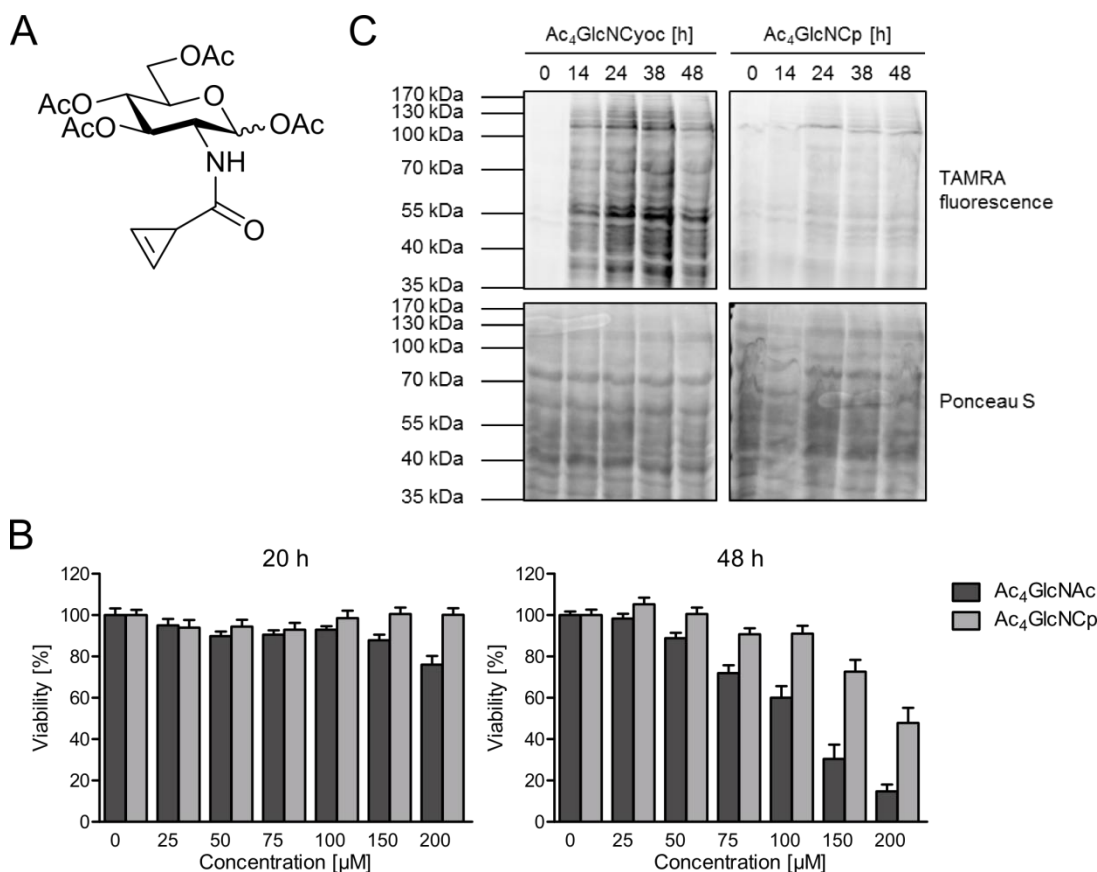 A
OAc
AcO
O
AcO
OAc
NH
O
C
Ac4GlcNCyoc [h]
Ac4GlcNCp [h]
0 14 24 38 48
0 14 24 38 48
170 kDa
130 kDa
100 kDa
70 kDa
55 kDa
40 kDa
35 kDa
TAMRA
fluorescence
170 kDa
130 kDa
100 kDa
70 kDa
55 kDa
40 kDa
35 kDa
Ponceau S
B
20 h
Viability [%]
120
100
80
60
40
20
0
0 25 50 75 100 150 200
Concentration [µM]
48 h
Viability [%]
120
100
80
60
40
20
0
0 25 50 75 100 150 200
Concentration [µM]
Ac4GlcNAc
Ac4GlcNCp